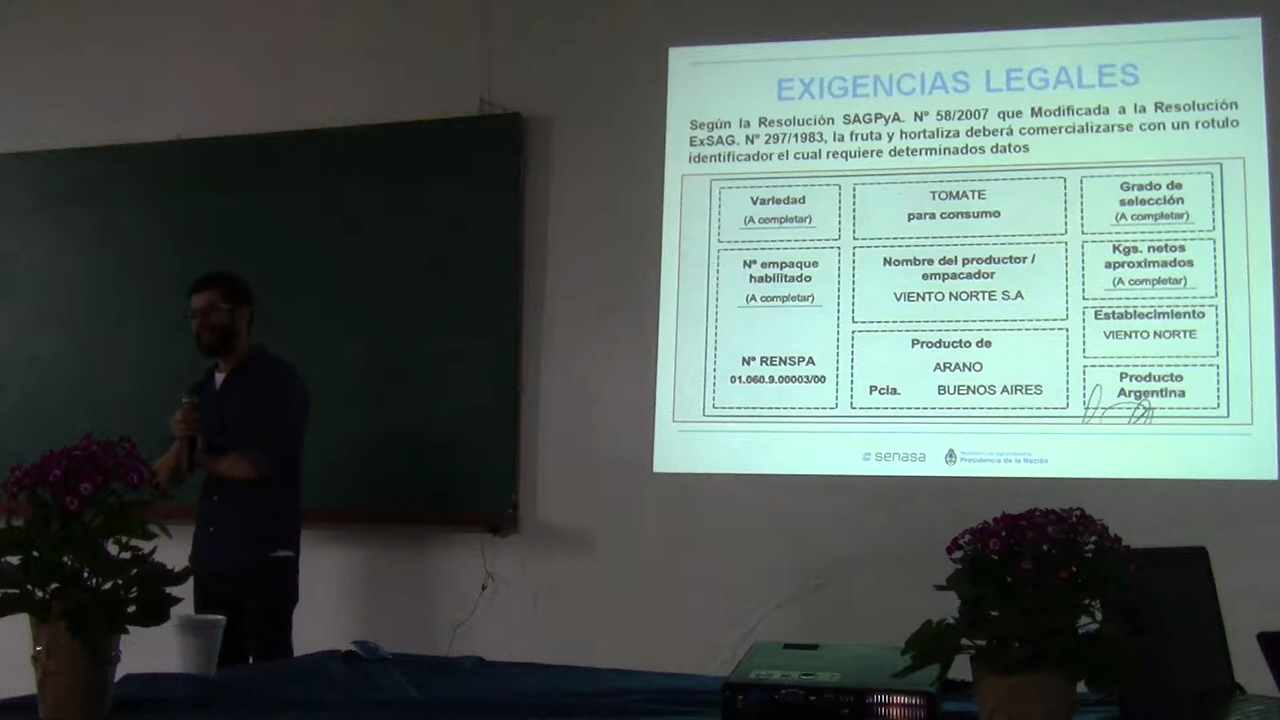 EXIGENCIAS LEGALES
Según la Resolución SAGPyA. Nº 58/2007 que Modificada a la Resolución
ExSAG. Nº 297/1983, la fruta y hortaliza deberá comercializarse con un rotulo
identificador el cual requiere determinados datos
Variedad
(A completar)
TOMATE
para consumo
Grado de
selección
(A completar)
Nº empaque
habilitado
(A completar)
Nombre del productor /
empacador
VIENTO NORTE S.A
Kgs. netos
aproximados
(A completar)
Establecimiento
VIENTO NORTE
Nº RENSPA
01.060.9.00003/00
Producto de
ARANO
Pcia. BUENOS AIRES
Producto
Argentina
senasa
Presidencia de la Nación